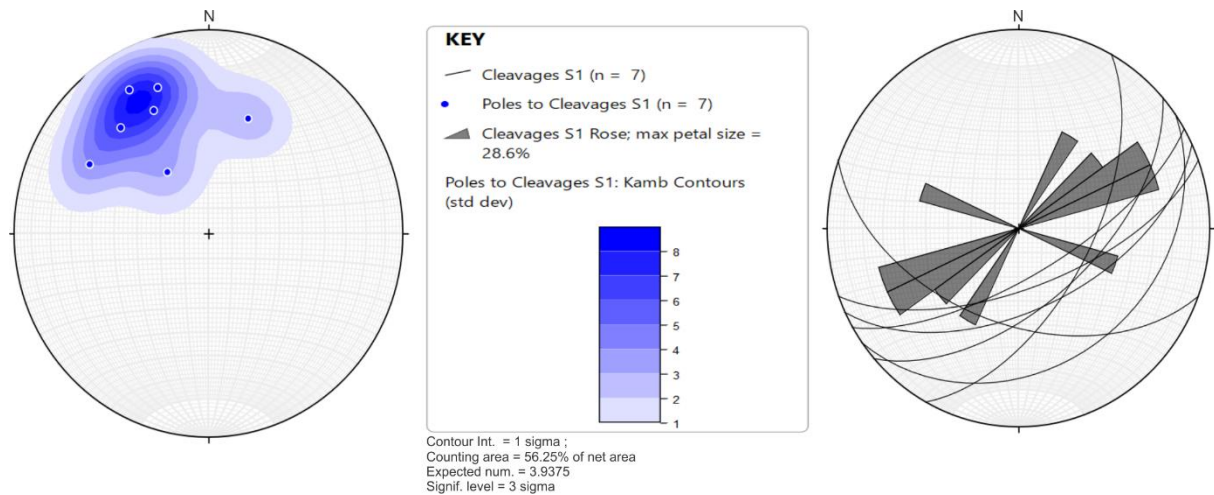 N
KEY
Cleavages S1 (n = 7)
Poles to Cleavages S1 (n = 7)
Cleavages S1 Rose; max petal size =
28.6%
Poles to Cleavages S1: Kamb Contours
(std dev)
8
7
6
5
4
3
2
1
Contour Int. = 1 sigma ;
Counting area = 56.25% of net area
Expected num. = 3.9375
Signif. level = 3 sigma
N